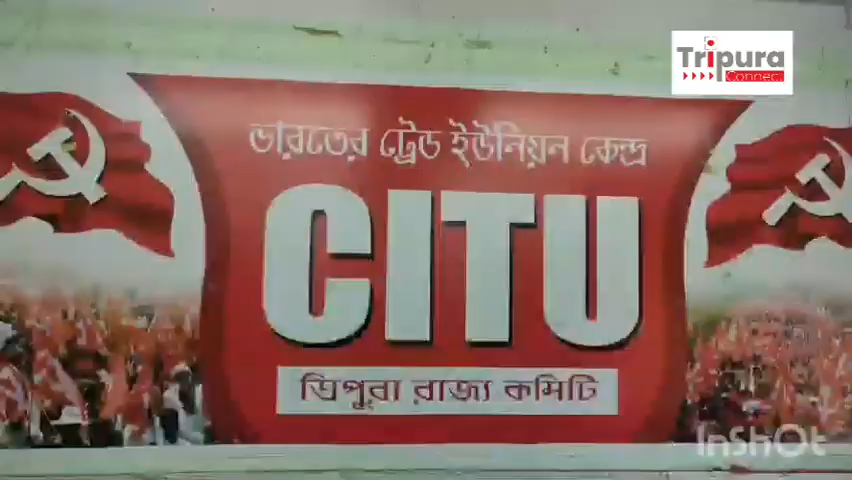 Tripura
Connect
ভারতের ট্রেড ইউনিয়ন কেন্দ্র
CITU
ত্রিপুরা রাজ্য কমিটি
InShOt